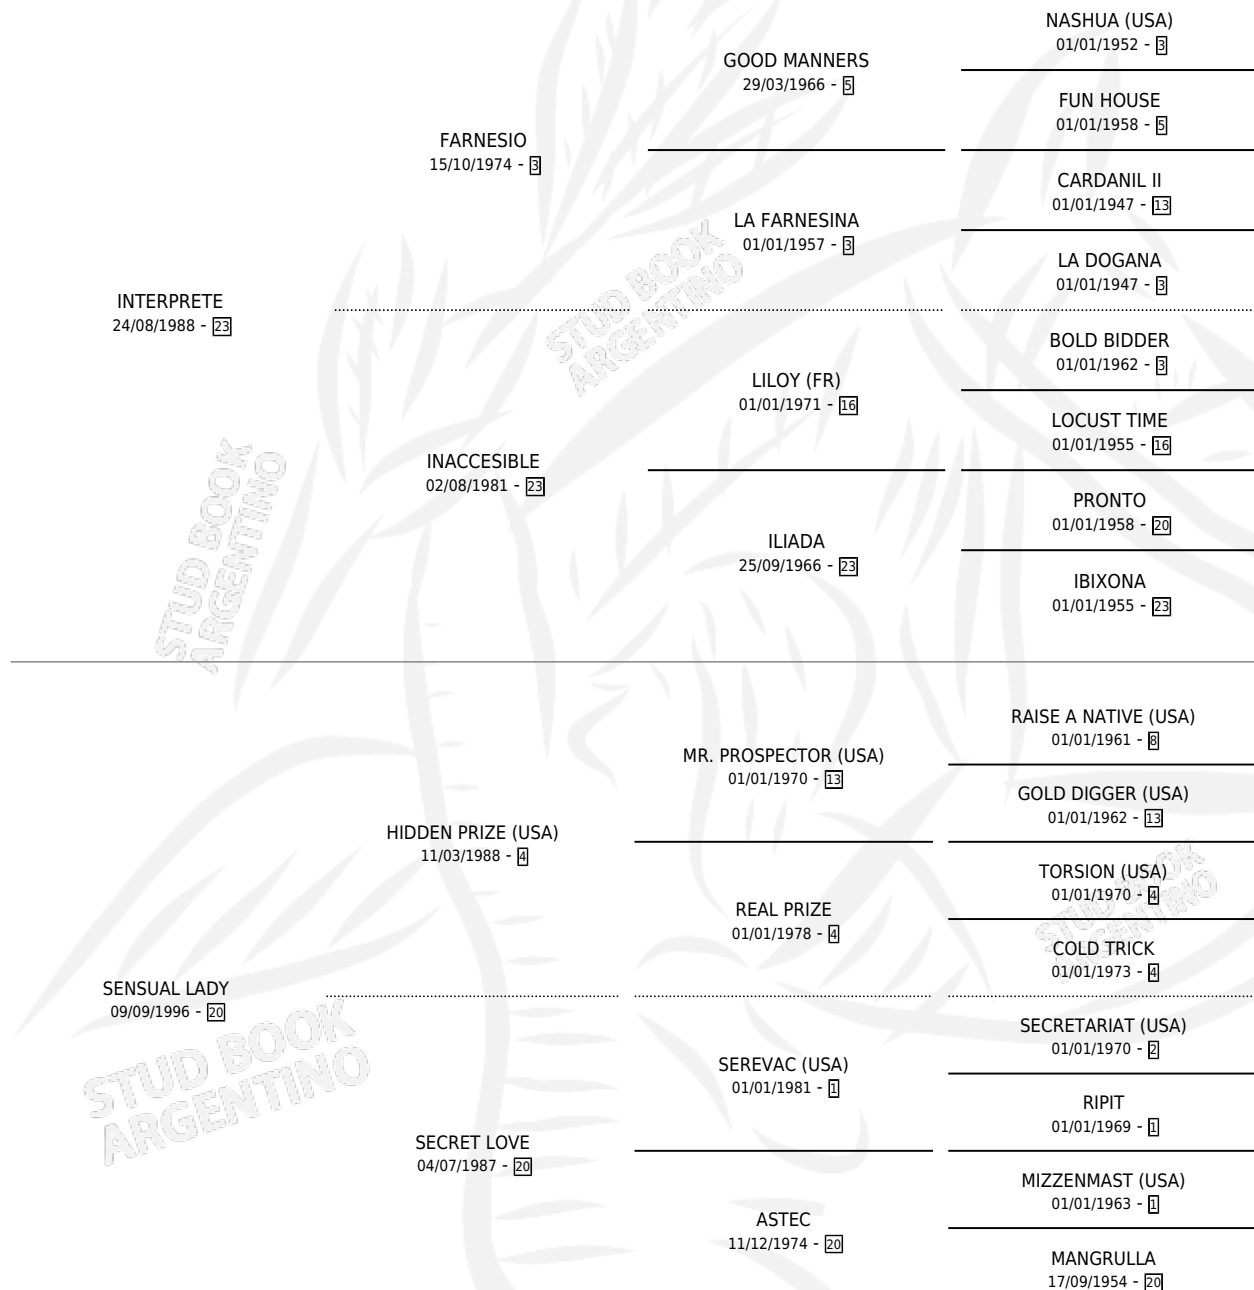 INTERPRETE
24/08/1988 - 23
FARNESIO
15/10/1974 - 3
GOOD MANNERS
29/03/1966 - 5
NASHUA (USA)
01/01/1952 - 3
FUN HOUSE
01/01/1958 - 5
LA FARNESINA
01/01/1957 - 3
CARDANIL II
01/01/1947 - 13
LA DOGANA
01/01/1947 - 3
INACCESIBLE
02/08/1981 - 23
LILOY (FR)
01/01/1971 - 16
BOLD BIDDER
01/01/1962 - 3
LOCUST TIME
01/01/1955 - 16
ILIADA
25/09/1966 - 23
PRONTO
01/01/1958 - 20
IBIXONA
01/01/1955 - 23
SENSUAL LADY
09/09/1996 - 20
HIDDEN PRIZE (USA)
11/03/1988 - 4
MR. PROSPECTOR (USA)
01/01/1970 - 13
RAISE A NATIVE (USA)
01/01/1961 - 8
GOLD DIGGER (USA)
01/01/1962 - 13
REAL PRIZE
01/01/1978 - 4
TORSION (USA)
01/01/1970 - 4
COLD TRICK
01/01/1973 - 4
SECRET LOVE
04/07/1987 - 20
SEREVAC (USA)
01/01/1981 - 1
SECRETARIAT (USA)
01/01/1970 - 2
RIPIT
01/01/1969 - 1
ASTEC
11/12/1974 - 20
MIZZENMAST (USA)
01/01/1963 - 1
MANGRULLA
17/09/1954 - 20
STUD BOOK
ARGENTINO
STUD BOOK
ARGENTINO
STUD BOOK
ARGENTINO
STUD BOOK
ARGENTINO